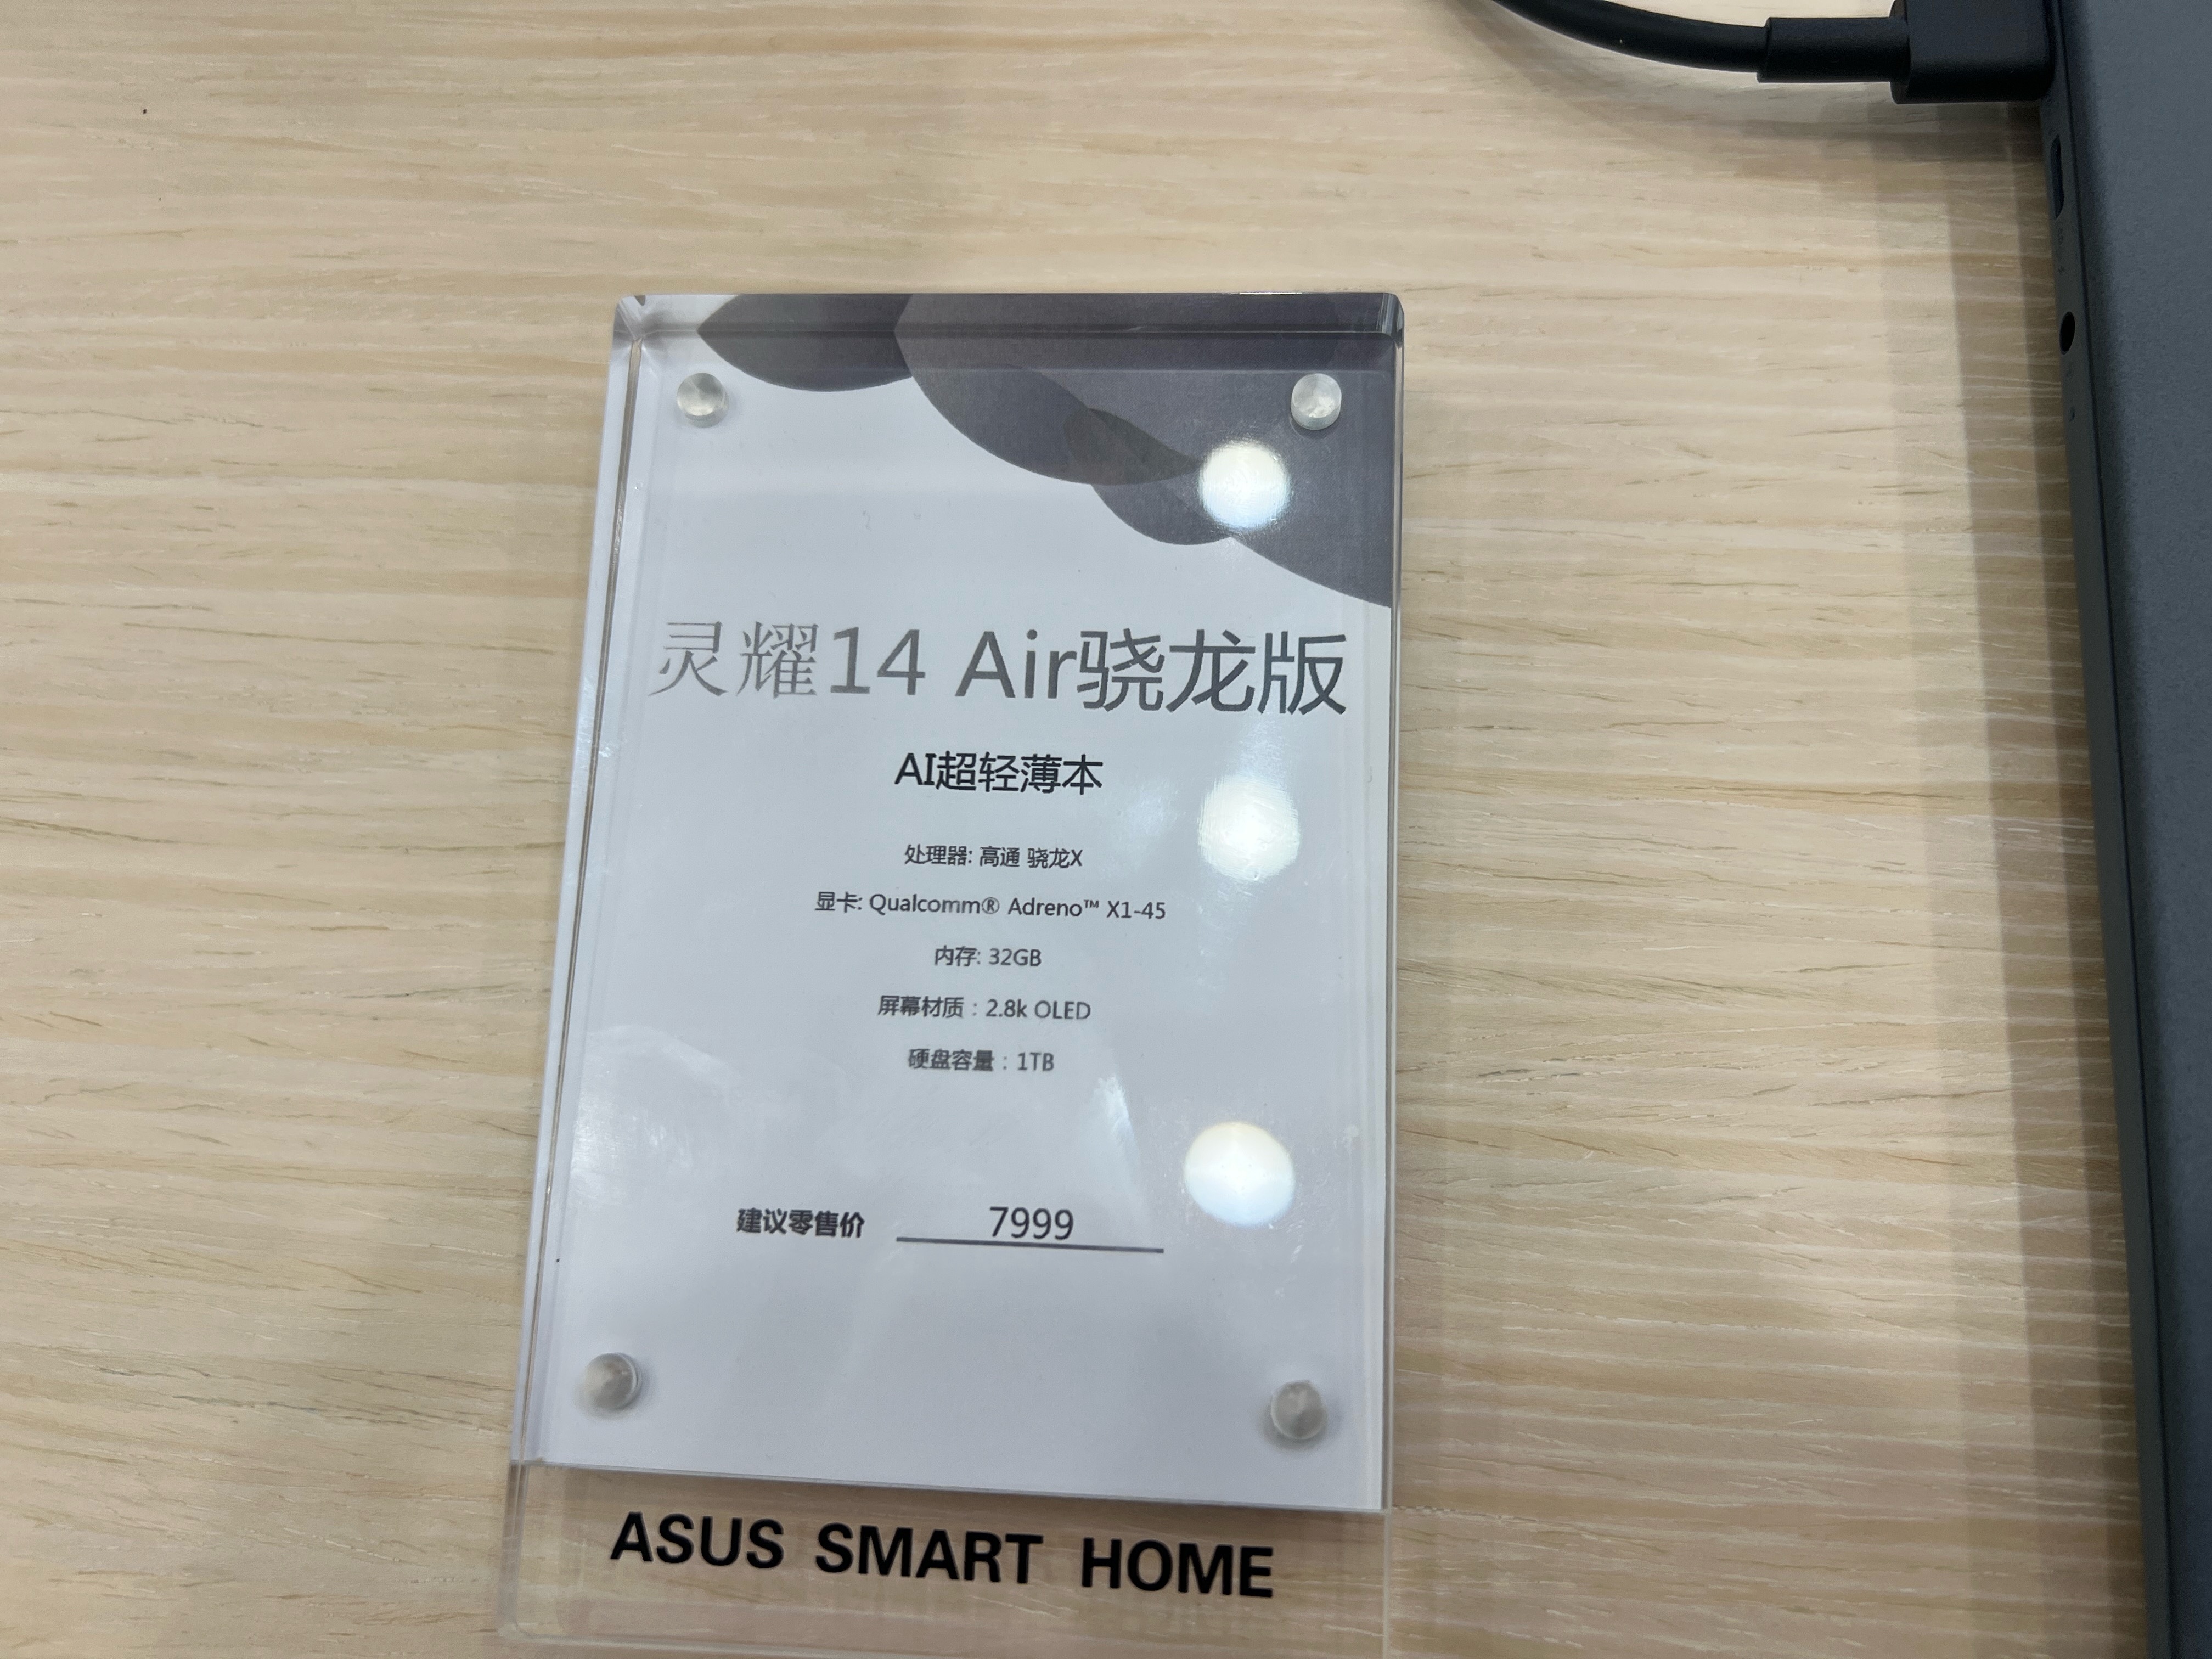 灵耀14 Air骁龙版
AI超轻薄本
处理器: 高通 骁龙X
显卡: Qualcomm® Adreno™ X1-45
内存: 32GB
屏幕材质：2.8k OLED
硬盘容量：1TB
建议零售价 7999
ASUS SMART HOME